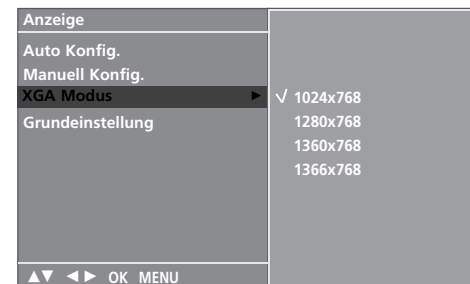 Anzeige
Auto Konfig.
Manuell Konfig.
XGA Modus ► √ 1024x768
1280x768
Grundeinstellung
1360x768
1366x768
▲▼ ◄► OK MENU